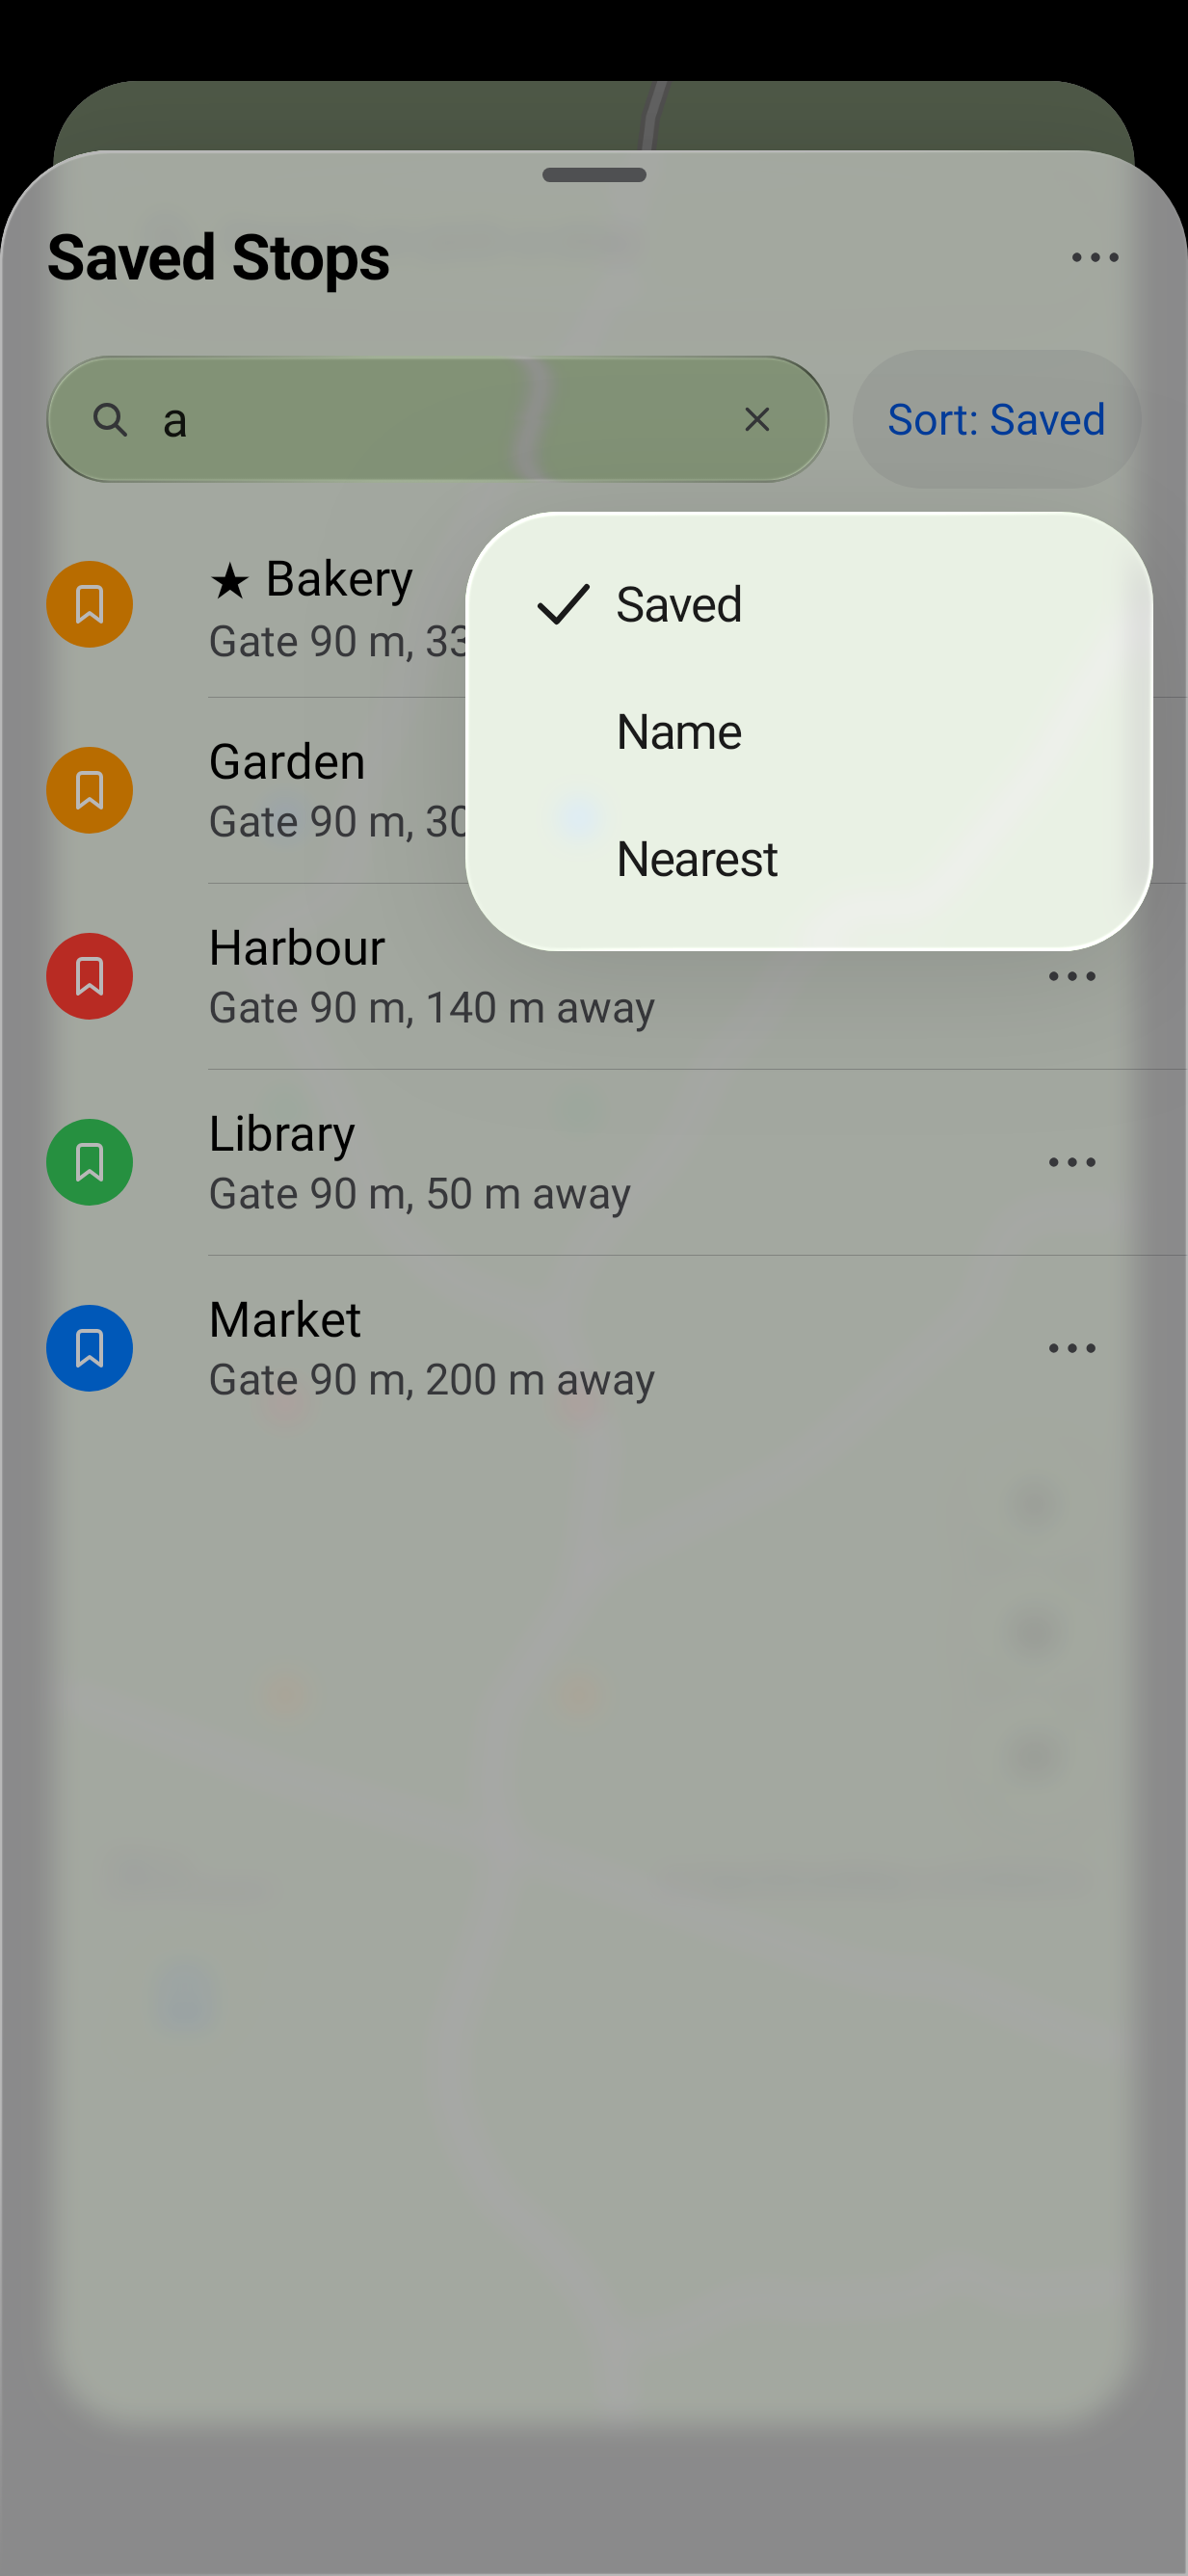 Saved Stops
a
Sort: Saved
Saved
Name
Nearest
★ Bakery
Gate 90 m, 33
Garden
Gate 90 m, 30
Harbour
Gate 90 m, 140 m away
Library
Gate 90 m, 50 m away
Market
Gate 90 m, 200 m away